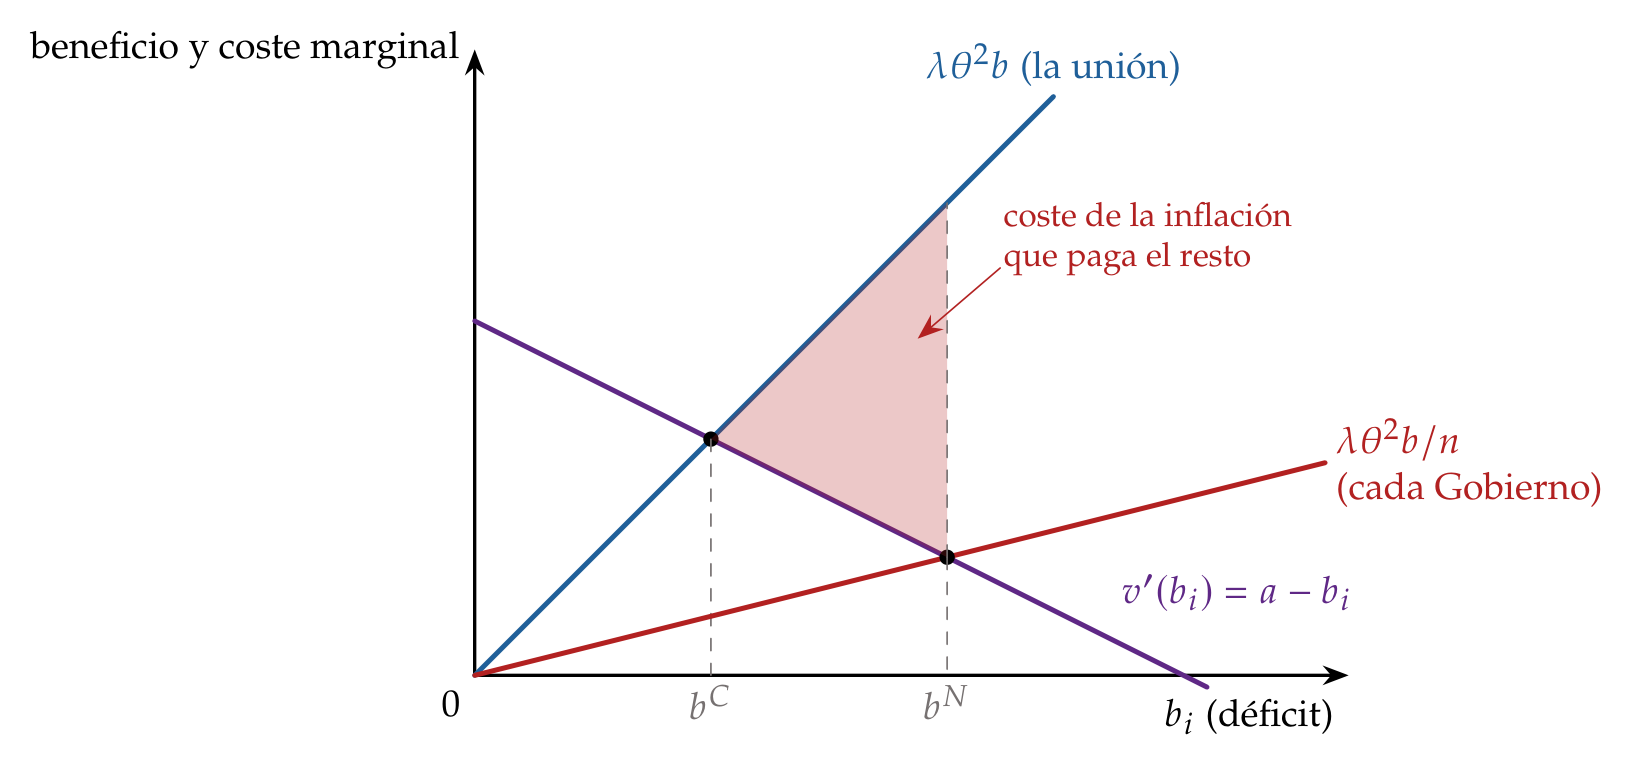 beneficio y coste marginal
λθ²b (la unión)
coste de la inflación
que paga el resto
λθ²b/n
(cada Gobierno)
v′(bᵢ) = a − bᵢ
0
b^C
b^N
bᵢ (déficit)